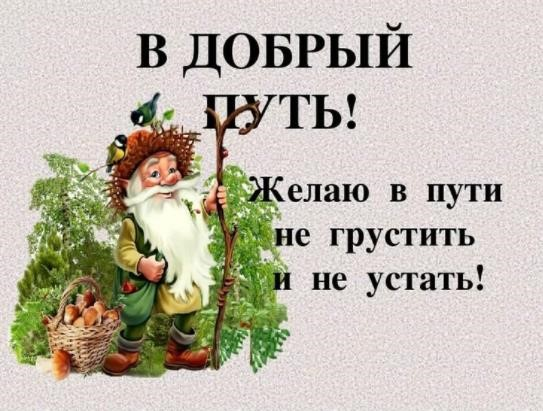 В ДОБРЫЙ
ПУТЬ!
Желаю в пути
не грустить
и не устать!